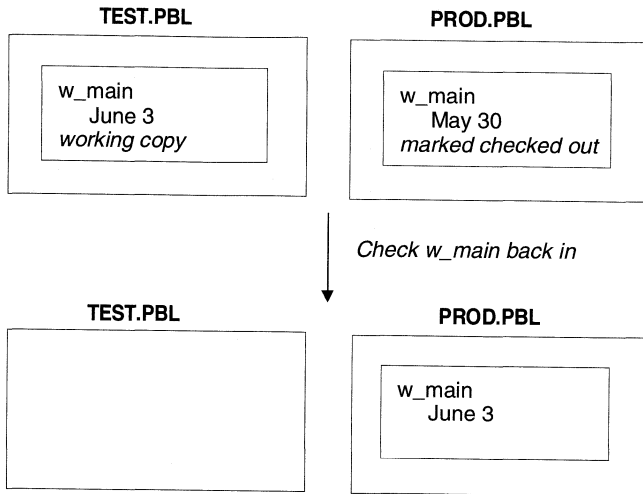 TEST.PBL
PROD.PBL
w_main
June 3
working copy
w_main
May 30
marked checked out
Check w_main back in
TEST.PBL
PROD.PBL
w_main
June 3